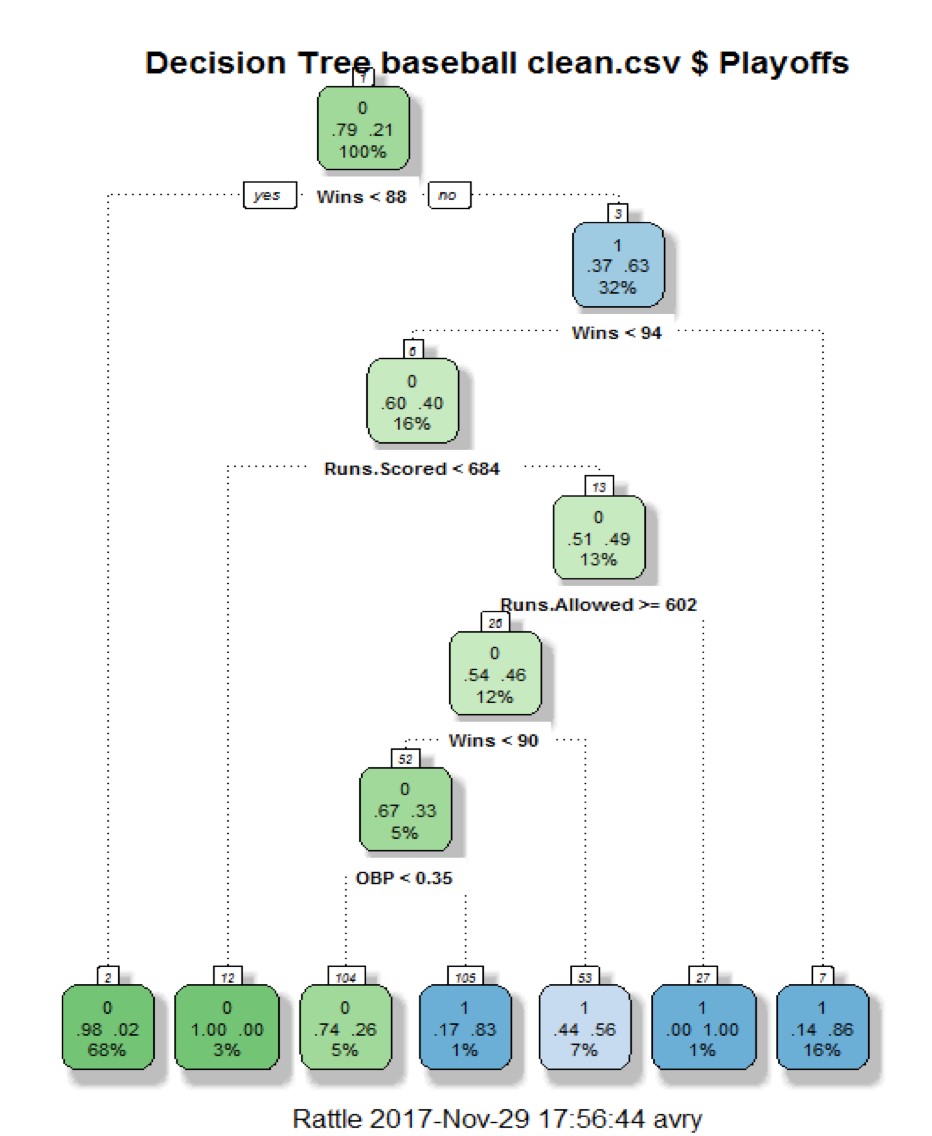 Decision Tree baseball clean.csv $ Playoffs
1
0
.79 .21
100%
yes Wins < 88 no
3
1
.37 .63
32%
Wins < 94
6
0
.60 .40
16%
Runs.Scored < 684
13
0
.51 .49
13%
Runs.Allowed >= 602
26
0
.54 .46
12%
Wins < 90
52
0
.67 .33
5%
OBP < 0.35
2 12 104 105 53 27 7
0 0 0 1 1 1 1
.98 .02 1.00 .00 .74 .26 .17 .83 .44 .56 .00 1.00 .14 .86
68% 3% 5% 1% 7% 1% 16%
Rattle 2017-Nov-29 17:56:44 avry